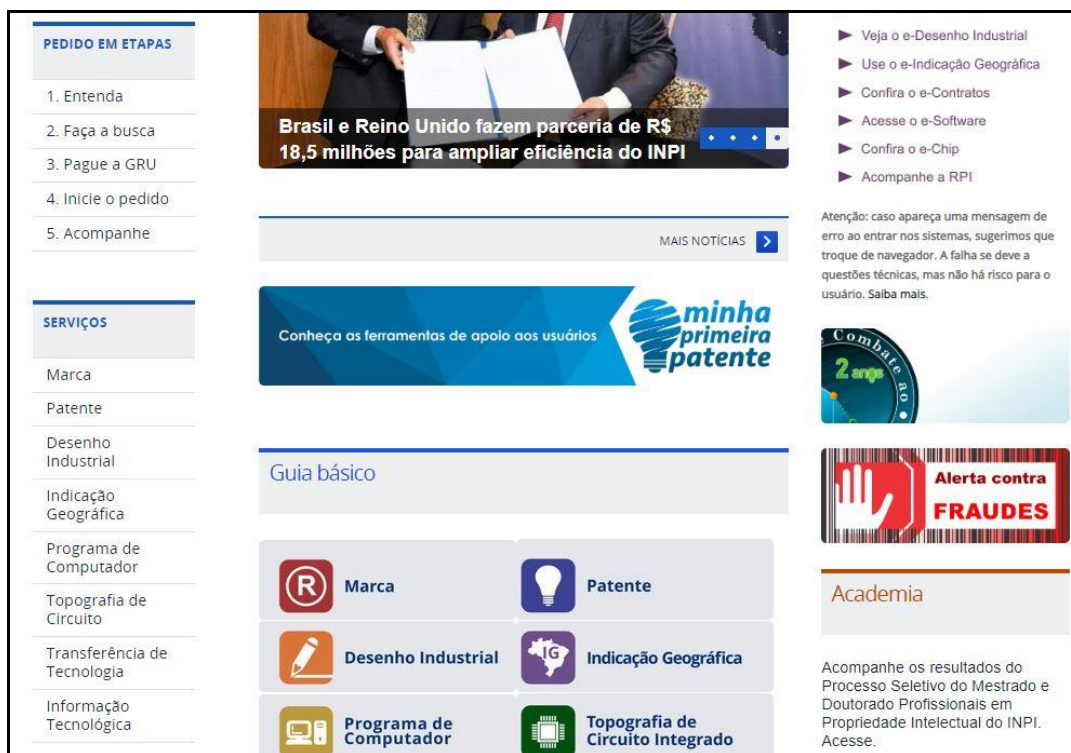 PEDIDO EM ETAPAS
1. Entenda
2. Faça a busca
3. Pague a GRU
4. Inicie o pedido
5. Acompanhe
SERVIÇOS
Marca
Patente
Desenho
Industrial
Indicação
Geográfica
Programa de
Computador
Topografia de
Circuito
Transferência de
Tecnologia
Informação
Tecnológica
Brasil e Reino Unido fazem parceria de R$
18,5 milhões para ampliar eficiência do INPI
MAIS NOTÍCIAS
Conheça as ferramentas de apoio aos usuários
minha
primeira
patente
Guia básico
R
Marca
Patente
Desenho Industrial
IG
Indicação Geográfica
Programa de
Computador
Topografia de
Circuito Integrado
Veja o e-Desenho Industrial
Use o e-Indicação Geográfica
Confira o e-Contratos
Acesse o e-Software
Confira o e-Chip
Acompanhe a RPI
Atenção: caso apareça uma mensagem de
erro ao entrar nos sistemas, sugerimos que
troque de navegador. A falha se deve a
questões técnicas, mas não há risco para o
usuário. Saiba mais.
Combate ao
2 anos
Alerta contra
FRAUDES
Academia
Acompanhe os resultados do
Processo Seletivo do Mestrado e
Doutorado Profissionais em
Propriedade Intelectual do INPI.
Acesse.